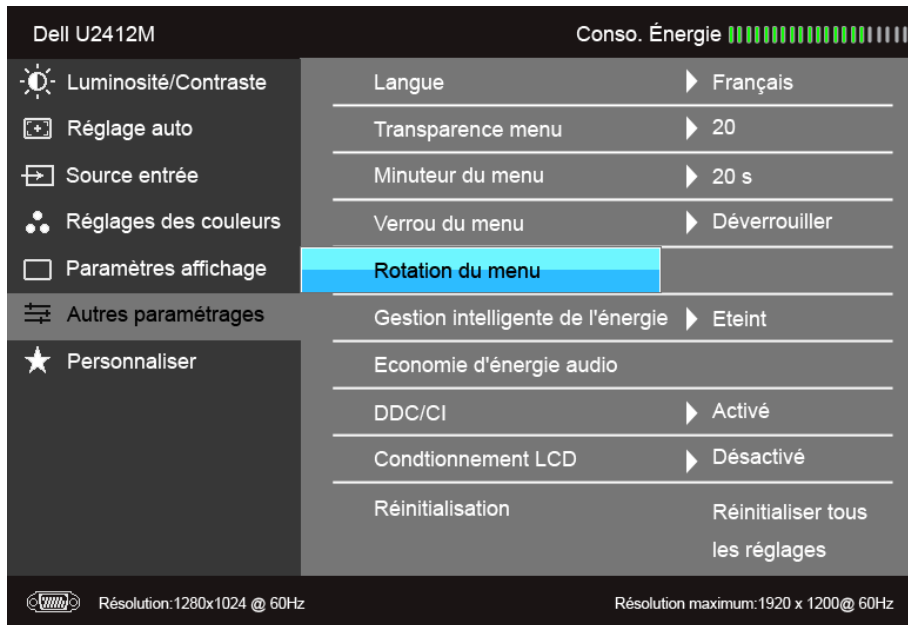 Dell U2412M Conso. Énergie
Luminosité/Contraste Langue Français
Réglage auto Transparence menu 20
Source entrée Minuteur du menu 20 s
Réglages des couleurs Verrou du menu Déverrouiller
Paramètres affichage Rotation du menu
Autres paramétrages Gestion intelligente de l'énergie Eteint
Personnaliser Economie d'énergie audio
DDC/CI Activé
Condtionnement LCD Désactivé
Réinitialisation Réinitialiser tous
les réglages
Résolution:1280x1024 @ 60Hz Résolution maximum:1920 x 1200@ 60Hz